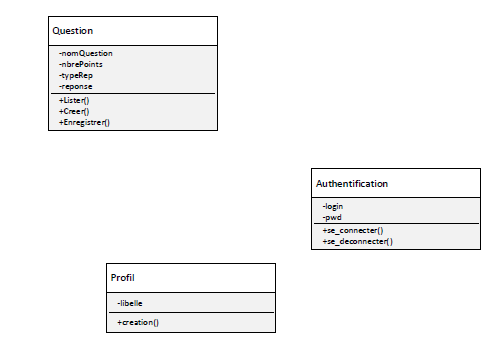 Question
-nomQuestion
-nbrePoints
-typeRep
-reponse
+Lister()
+Creer()
+Enregistrer()
Authentification
-login
-pwd
+se_connecter()
+se_deconnecter()
Profil
-libelle
+creation()